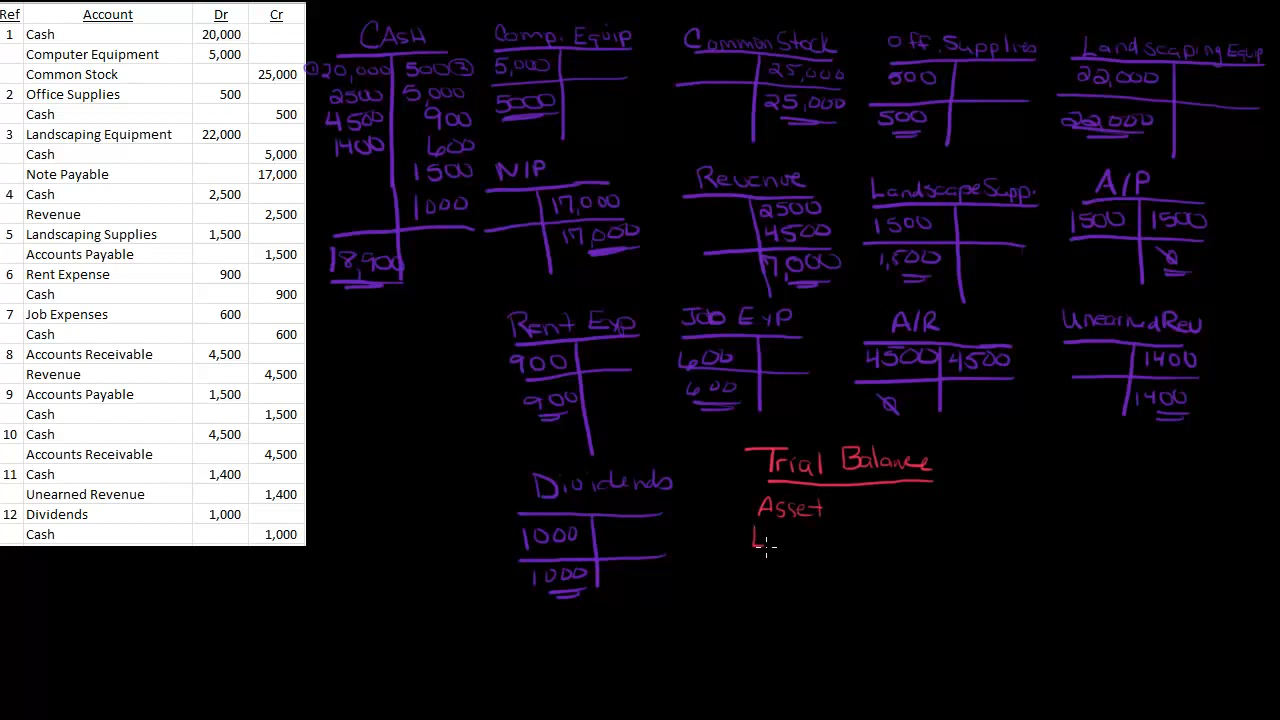 Ref Account Dr Cr
1 Cash 20,000
Computer Equipment 5,000
Common Stock 25,000
2 Office Supplies 500
Cash 500
3 Landscaping Equipment 22,000
Cash 5,000
Note Payable 17,000
4 Cash 2,500
Revenue 2,500
5 Landscaping Supplies 1,500
Accounts Payable 1,500
6 Rent Expense 900
Cash 900
7 Job Expenses 600
Cash 600
8 Accounts Receivable 4,500
Revenue 4,500
9 Accounts Payable 1,500
Cash 1,500
10 Cash 4,500
Accounts Receivable 4,500
11 Cash 1,400
Unearned Revenue 1,400
12 Dividends 1,000
Cash 1,000
CAsH
① 20,000 500 ②
2500 5,000
4500 900
1400 600
1500
1000
18,900
Comp. Equip
5,000
5000
Common Stock
25,000
25,000
Off. Supplies
500
500
Landscaping Equip
22,000
22,000
N/P
17,000
17,000
Revenue
2500
4500
7,000
Landscape Supp.
1500
1,500
A/P
1500 1500
0
Rent Exp
900
900
Job Exp
600
600
A/R
4500 4500
0
Unearned Rev
1400
1400
Dividends
1000
1000
Trial Balance
Asset
L